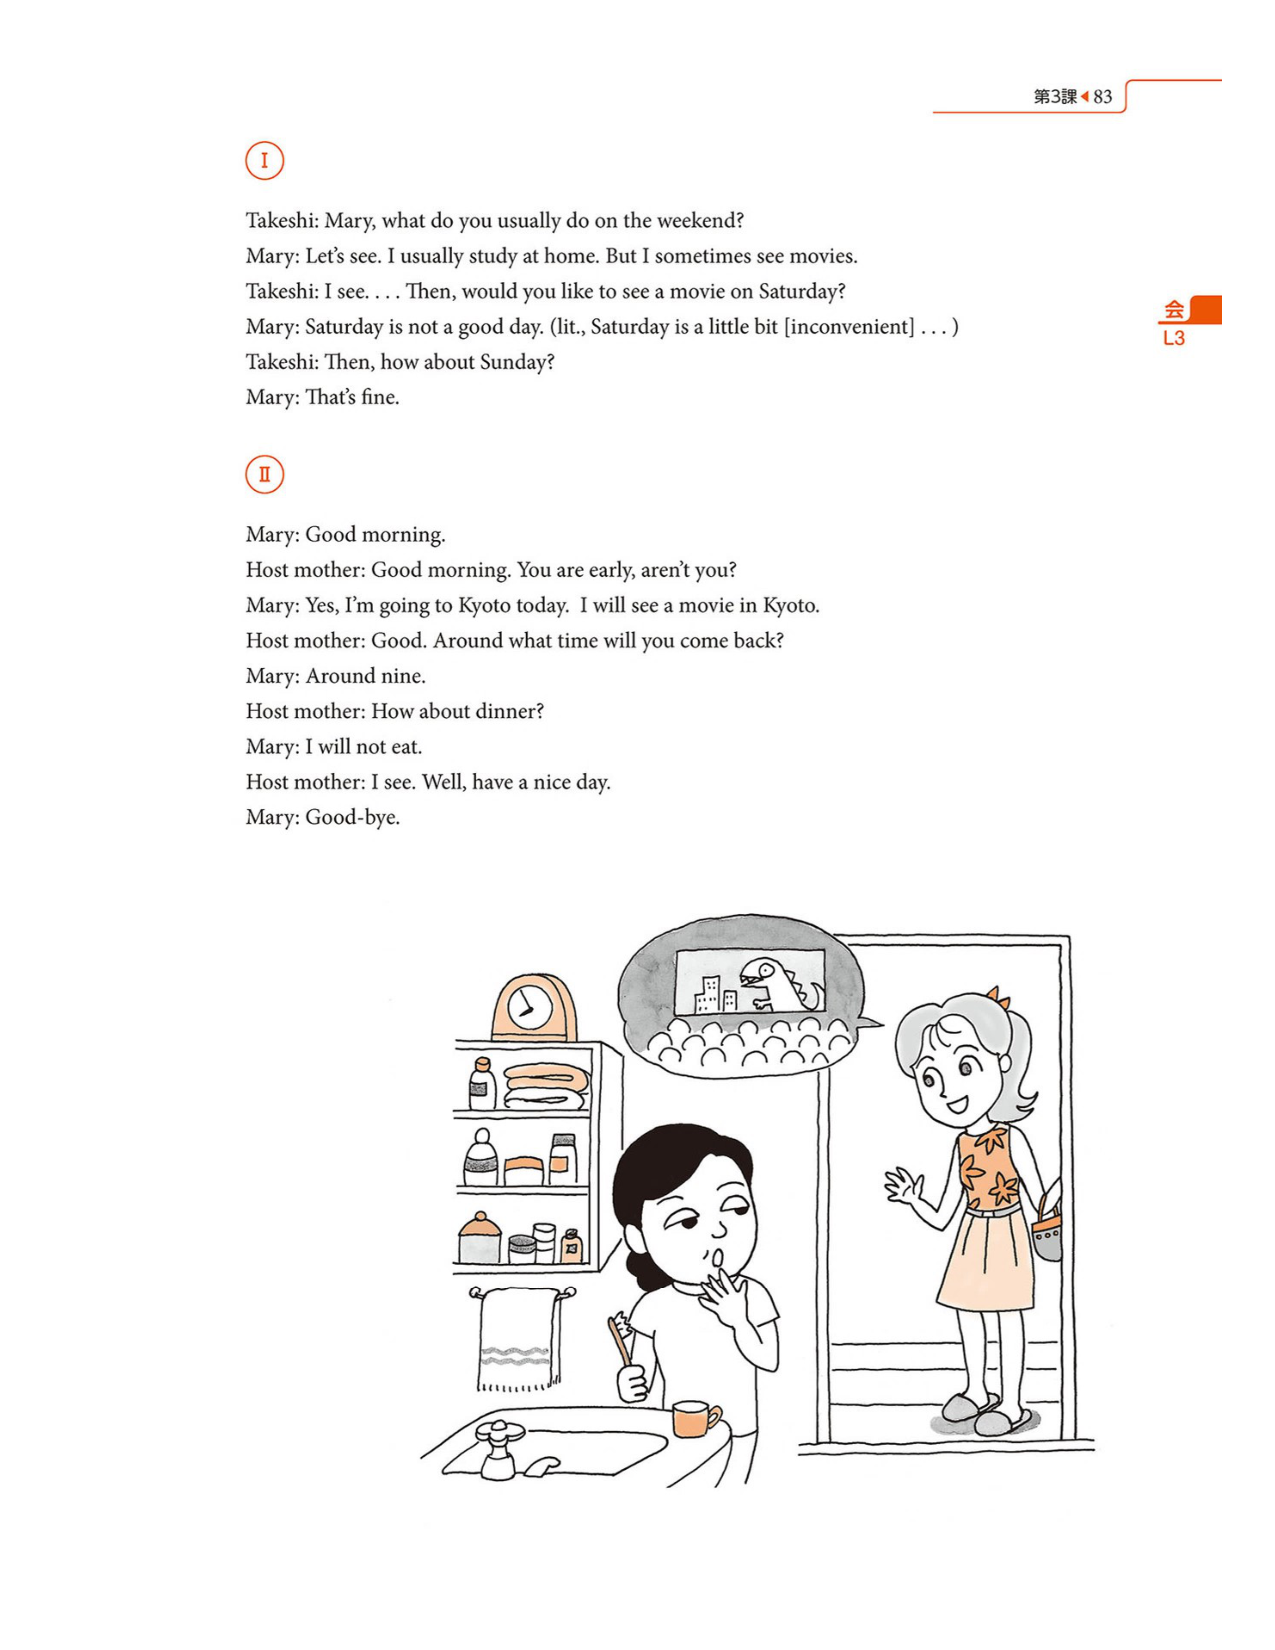 第3課◀83
Ⅰ
Takeshi: Mary, what do you usually do on the weekend?
Mary: Let’s see. I usually study at home. But I sometimes see movies.
Takeshi: I see. . . . Then, would you like to see a movie on Saturday?
会
L3
Mary: Saturday is not a good day. (lit., Saturday is a little bit [inconvenient] . . . )
Takeshi: Then, how about Sunday?
Mary: That’s fine.
Ⅱ
Mary: Good morning.
Host mother: Good morning. You are early, aren’t you?
Mary: Yes, I’m going to Kyoto today. I will see a movie in Kyoto.
Host mother: Good. Around what time will you come back?
Mary: Around nine.
Host mother: How about dinner?
Mary: I will not eat.
Host mother: I see. Well, have a nice day.
Mary: Good-bye.